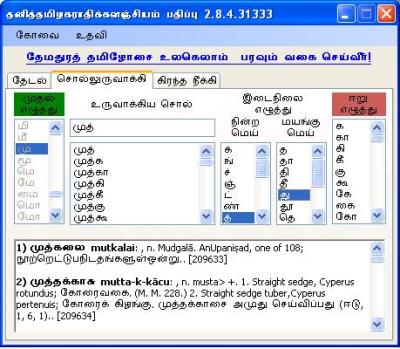 தனித்தமிழகராதிக்களஞ்சியம் பதிப்பு 2.8.4.31333
கோவை உதவி
தேமதுரத் தமிழோசை உலகெலாம் பரவும் வகை செய்வீர்!
தேடல் சொல்லுருவாக்கி கிரந்த நீக்கி
முதல் எழுத்து
உருவாக்கிய சொல்
இடைநிலை எழுத்து
நின்ற மெய்
மயங்கு மெய்
ஈறு எழுத்து
மி
மீ
மு
மூ
மெ
மே
மை
மொ
மோ
முத்
முத்
முத்க
முத்கா
முத்கி
முத்கீ
முத்கு
முத்கூ
க்
ங்
ச்
ஞ்
ட்
ண்
த்
த
தா
தி
தீ
து
தூ
தெ
க
கா
கி
கீ
கு
கூ
கே
கை
கோ
1) முத்கலை mutkalai: , n. Mudgalā. AnUpaniṣad, one of 108;
நூற்றெட்டுபநிடதங்களுள்ஒன்று.. [209633]
2) முத்தக்காசு mutta-k-kācu: , n. musta> +. 1. Straight sedge, Cyperus
rotundus; கோரைவகை. (M. M. 228.) 2. Straight sedge tuber,Cyperus
pertenuis; கோரைக் கிழங்கு. முத்தக்காசை அமுது செய்விப்பது (ஈடு,
1, 6, 1).. [209634]